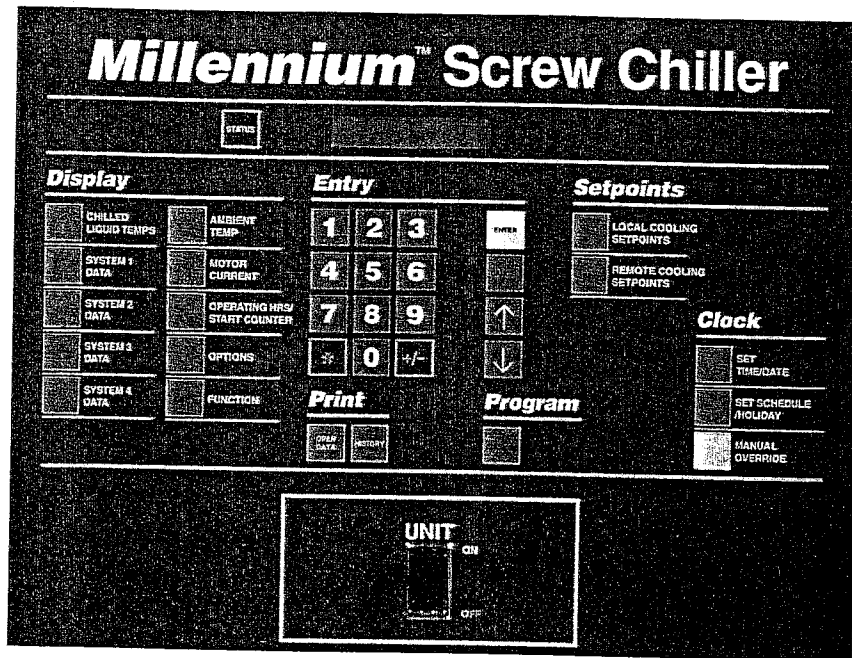 Millennium™ Screw Chiller
STATUS
Display
CHILLED
LIQUID TEMPS
SYSTEM 1
DATA
SYSTEM 2
DATA
SYSTEM 3
DATA
SYSTEM 4
DATA
AMBIENT
TEMP
MOTOR
CURRENT
OPERATING HRS/
START COUNTER
OPTIONS
FUNCTION
Entry
1 2 3
4 5 6
7 8 9
* 0 +/-
ENTER
↑
↓
Print
OPER
DATA
HISTORY
Program
Setpoints
LOCAL COOLING
SETPOINTS
REMOTE COOLING
SETPOINTS
Clock
SET
TIME/DATE
SET SCHEDULE
/HOLIDAY
MANUAL
OVERRIDE
UNIT
ON
OFF